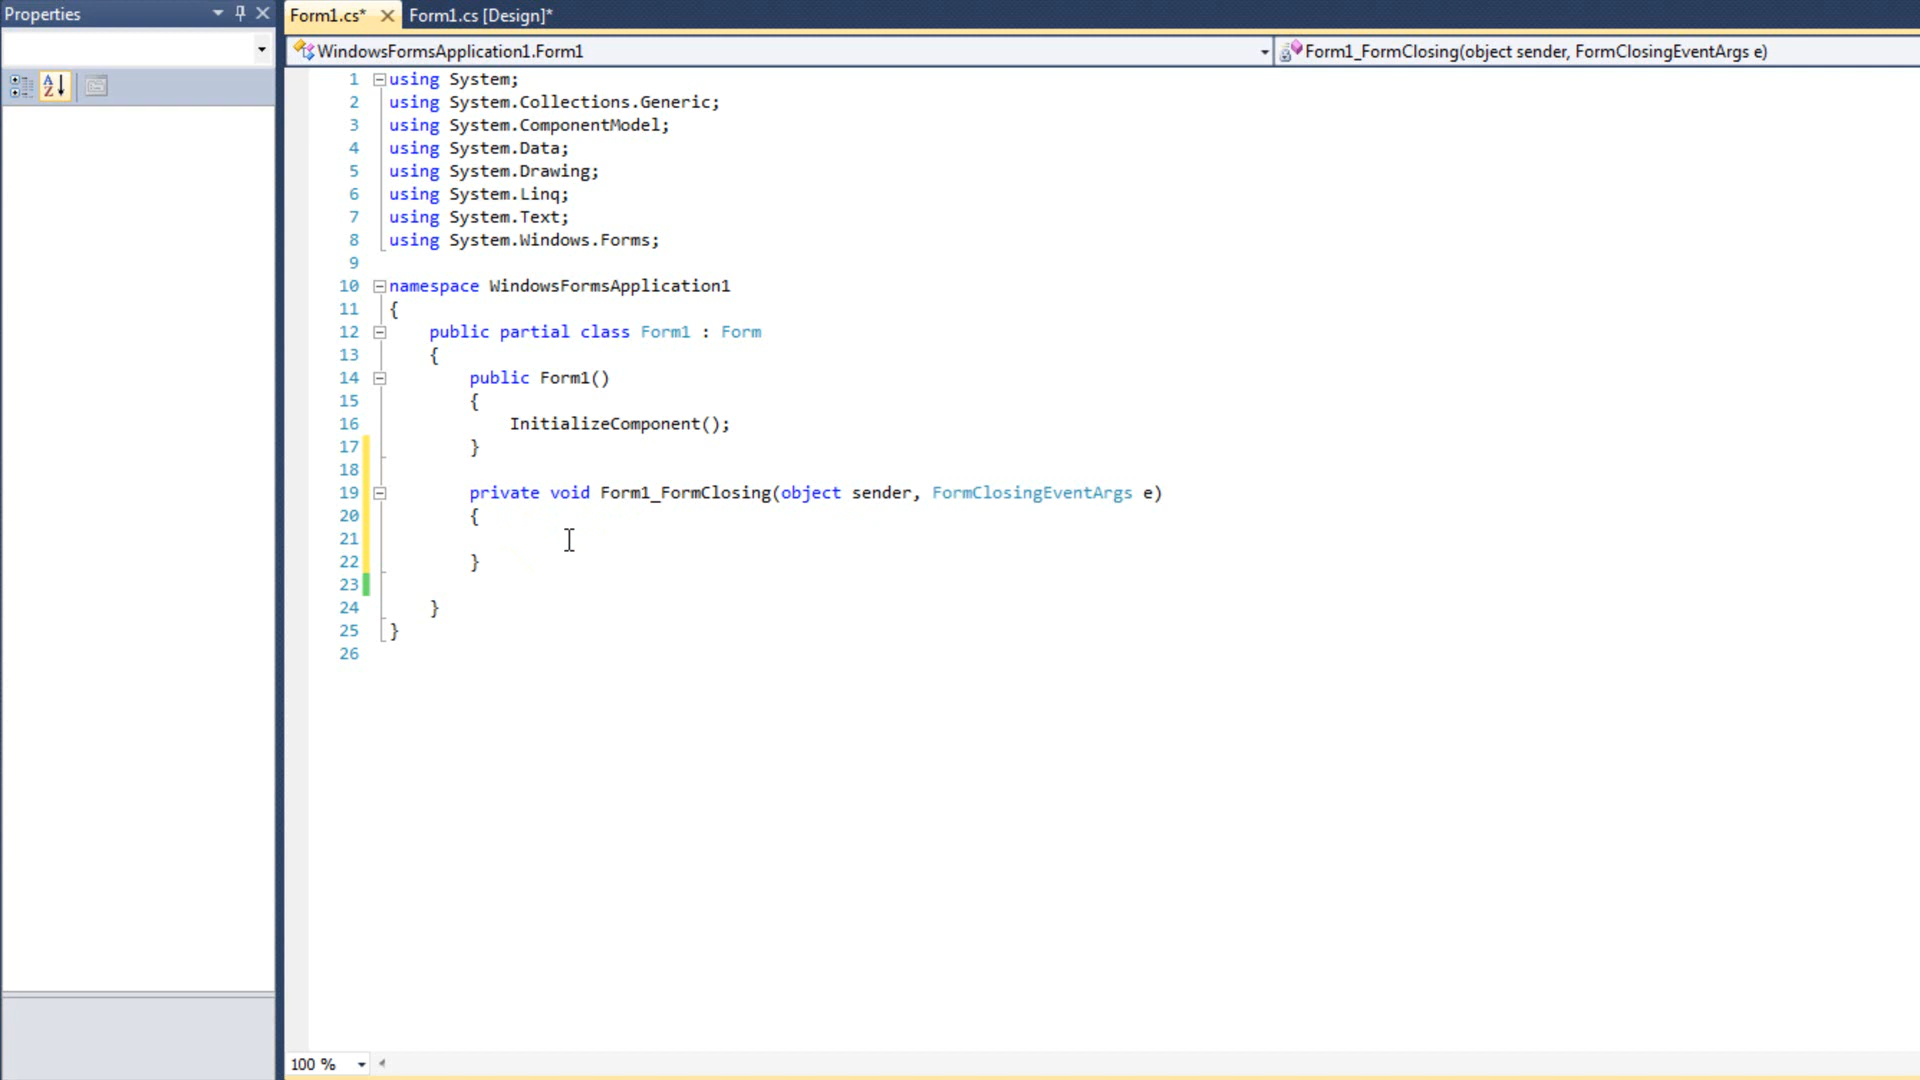 Properties
Form1.cs*
Form1.cs [Design]*
WindowsFormsApplication1.Form1
Form1_FormClosing(object sender, FormClosingEventArgs e)
1 using System;
2 using System.Collections.Generic;
3 using System.ComponentModel;
4 using System.Data;
5 using System.Drawing;
6 using System.Linq;
7 using System.Text;
8 using System.Windows.Forms;
9
10 namespace WindowsFormsApplication1
11 {
12 public partial class Form1 : Form
13 {
14 public Form1()
15 {
16 InitializeComponent();
17 }
18
19 private void Form1_FormClosing(object sender, FormClosingEventArgs e)
20 {
21
22 }
23
24 }
25 }
26
100 %